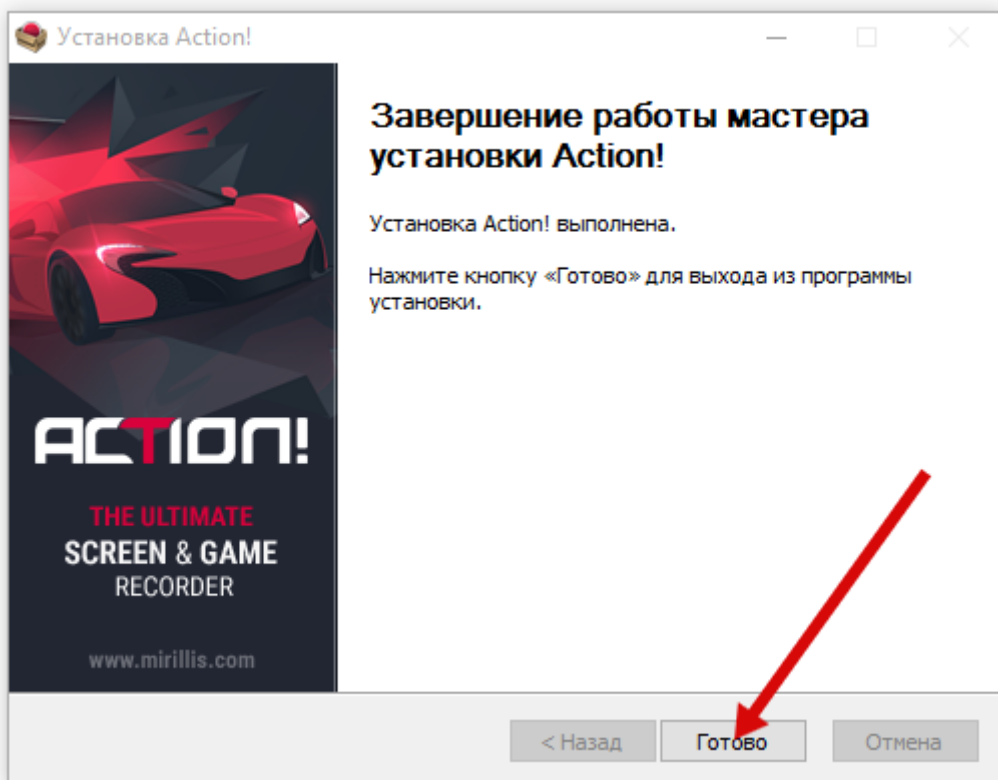 Установка Action!
Завершение работы мастера
установки Action!
Установка Action! выполнена.
Нажмите кнопку «Готово» для выхода из программы
установки.
ACTION!
THE ULTIMATE
SCREEN & GAME
RECORDER
www.mirillis.com
< Назад
Готово
Отмена